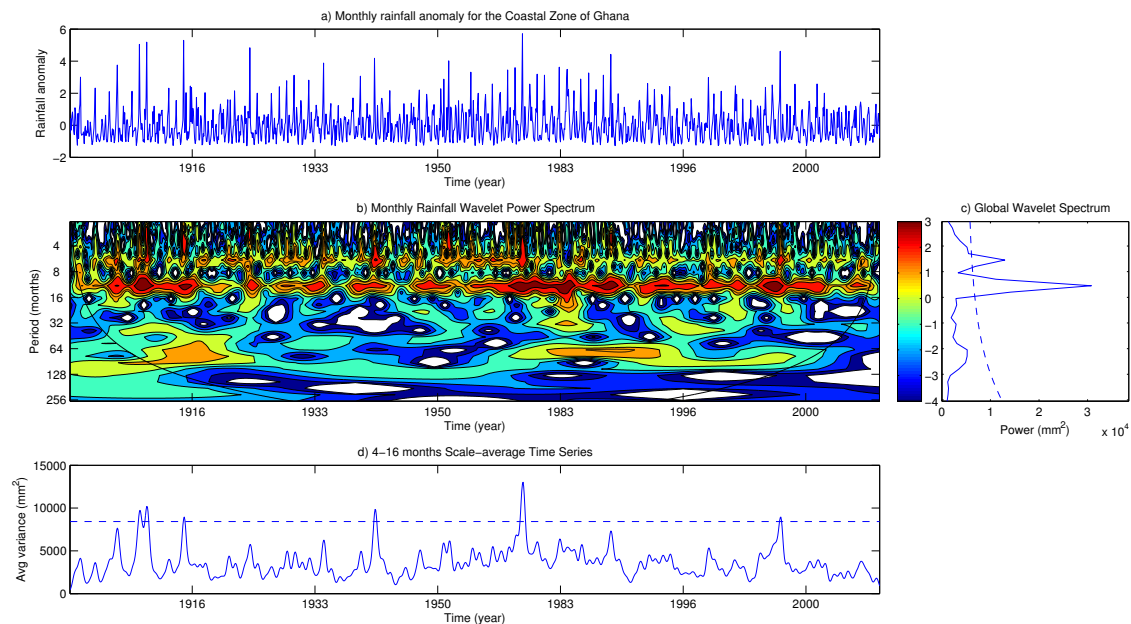 a) Monthly rainfall anomaly for the Coastal Zone of Ghana
6
4
2
0
−2
Rainfall anomaly
1916 1933 1950 1983 1996 2000
Time (year)
b) Monthly Rainfall Wavelet Power Spectrum
4
8
16
32
64
128
256
Period (months)
1916 1933 1950 1983 1996 2000
Time (year)
3
2
1
0
−1
−2
−3
−4
c) Global Wavelet Spectrum
0 1 2 3
Power (mm²)
x 10⁴
d) 4−16 months Scale−average Time Series
15000
10000
5000
0
Avg variance (mm²)
1916 1933 1950 1983 1996 2000
Time (year)